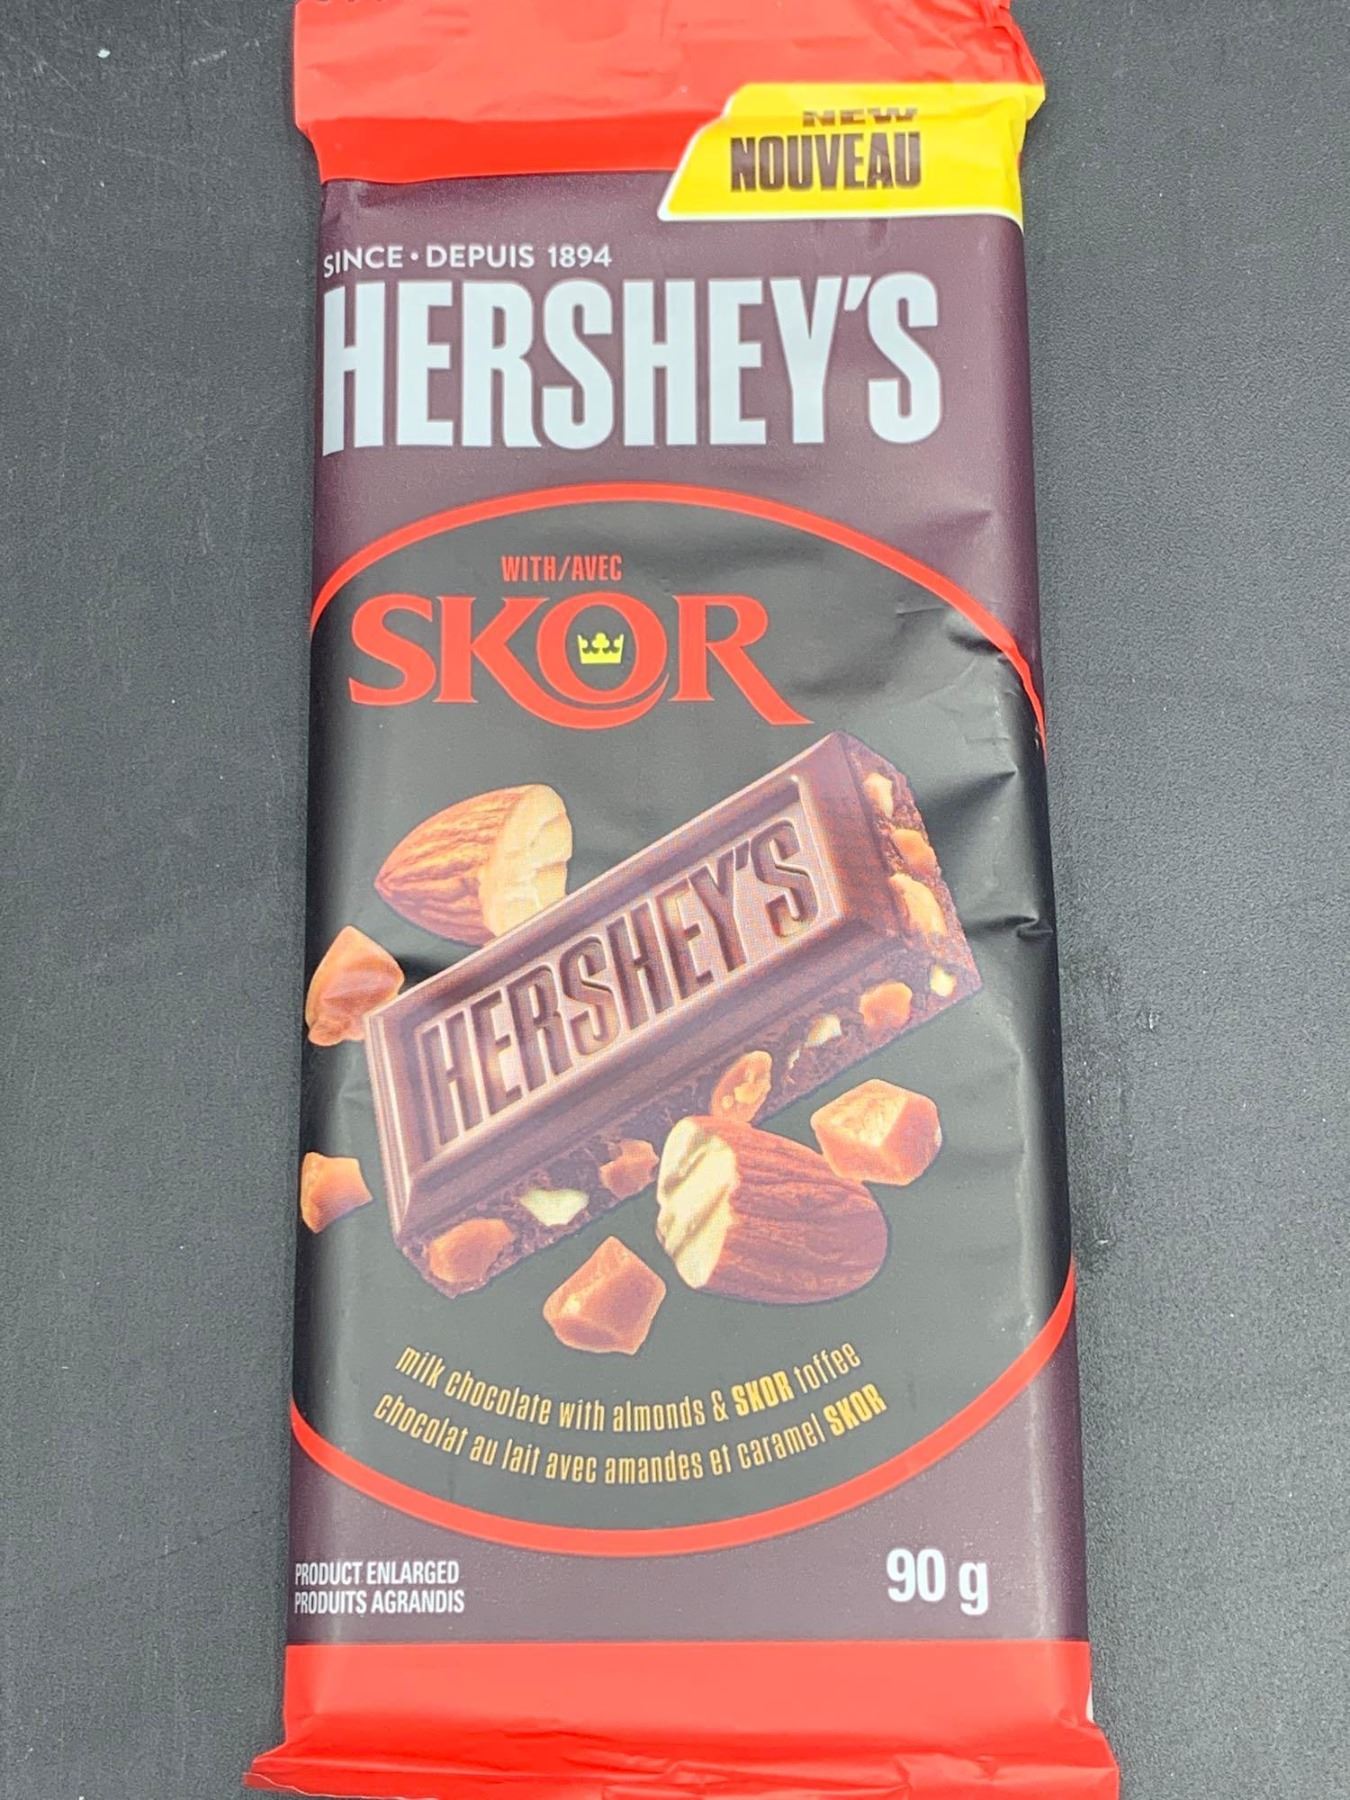 NEW
NOUVEAU
SINCE • DEPUIS 1894
HERSHEY'S
WITH/AVEC
SKOR
HERSHEY'S
milk chocolate with almonds & SKOR toffee
chocolat au lait avec amandes et caramel SKOR
PRODUCT ENLARGED
PRODUITS AGRANDIS
90 g